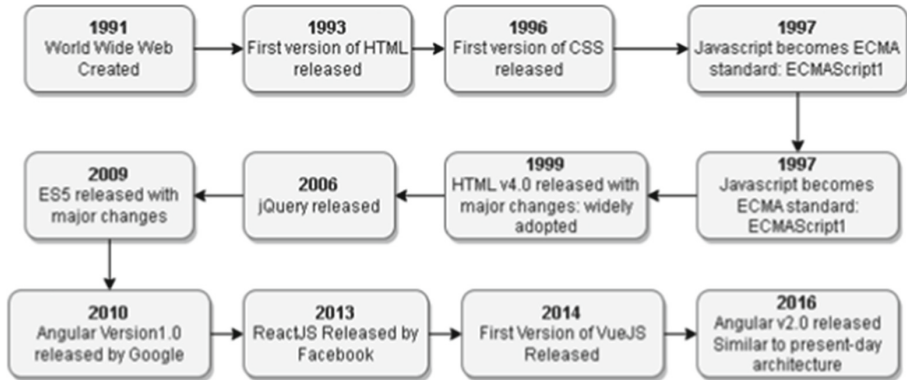 1991
World Wide Web
Created
1993
First version of HTML
released
1996
First version of CSS
released
1997
Javascript becomes ECMA
standard: ECMAScript1
1997
Javascript becomes
ECMA standard:
ECMAScript1
1999
HTML v4.0 released with
major changes: widely
adopted
2006
jQuery released
2009
ES5 released with
major changes
2010
Angular Version1.0
released by Google
2013
ReactJS Released by
Facebook
2014
First Version of VueJS
Released
2016
Angular v2.0 released
Similar to present-day
architecture